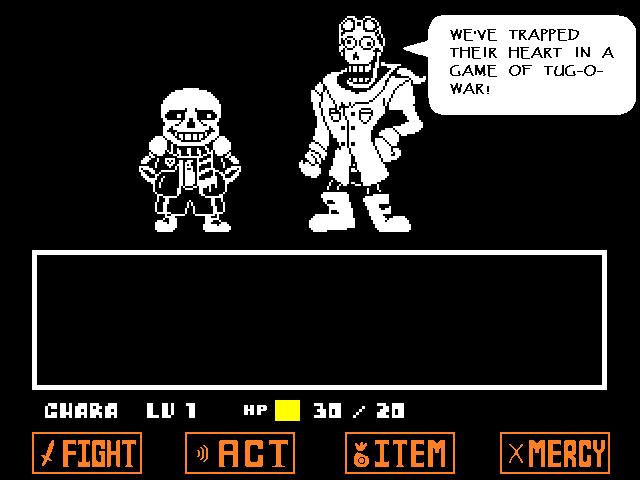 WE'VE TRAPPED
THEIR HEART IN A
GAME OF TUG-O-
WAR!
CHARA LV 1 HP 30 / 20
FIGHT ACT ITEM MERCY